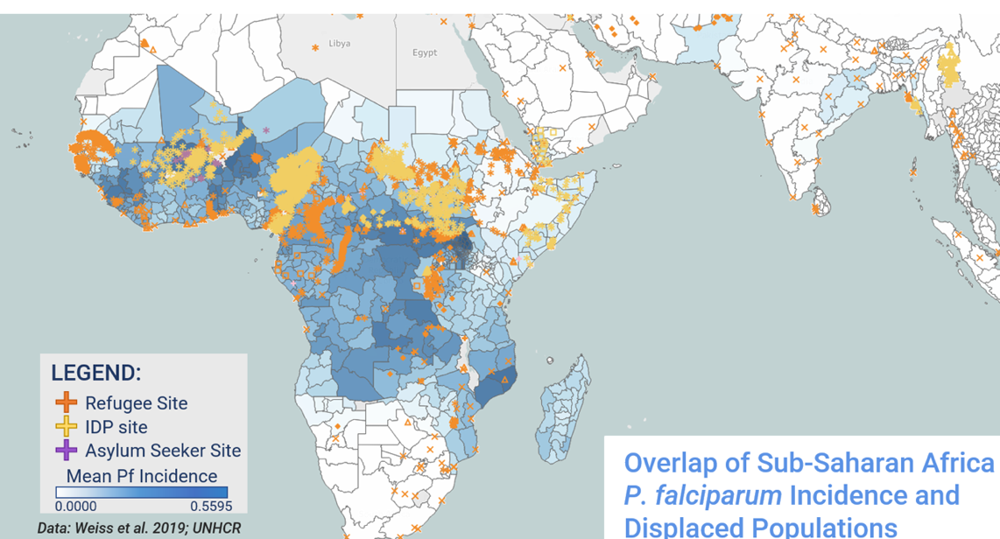 Libya
Egypt
LEGEND:
Refugee Site
IDP site
Asylum Seeker Site
Mean Pf Incidence
0.0000 0.5595
Data: Weiss et al. 2019; UNHCR
Overlap of Sub-Saharan Africa
P. falciparum Incidence and
Displaced Populations